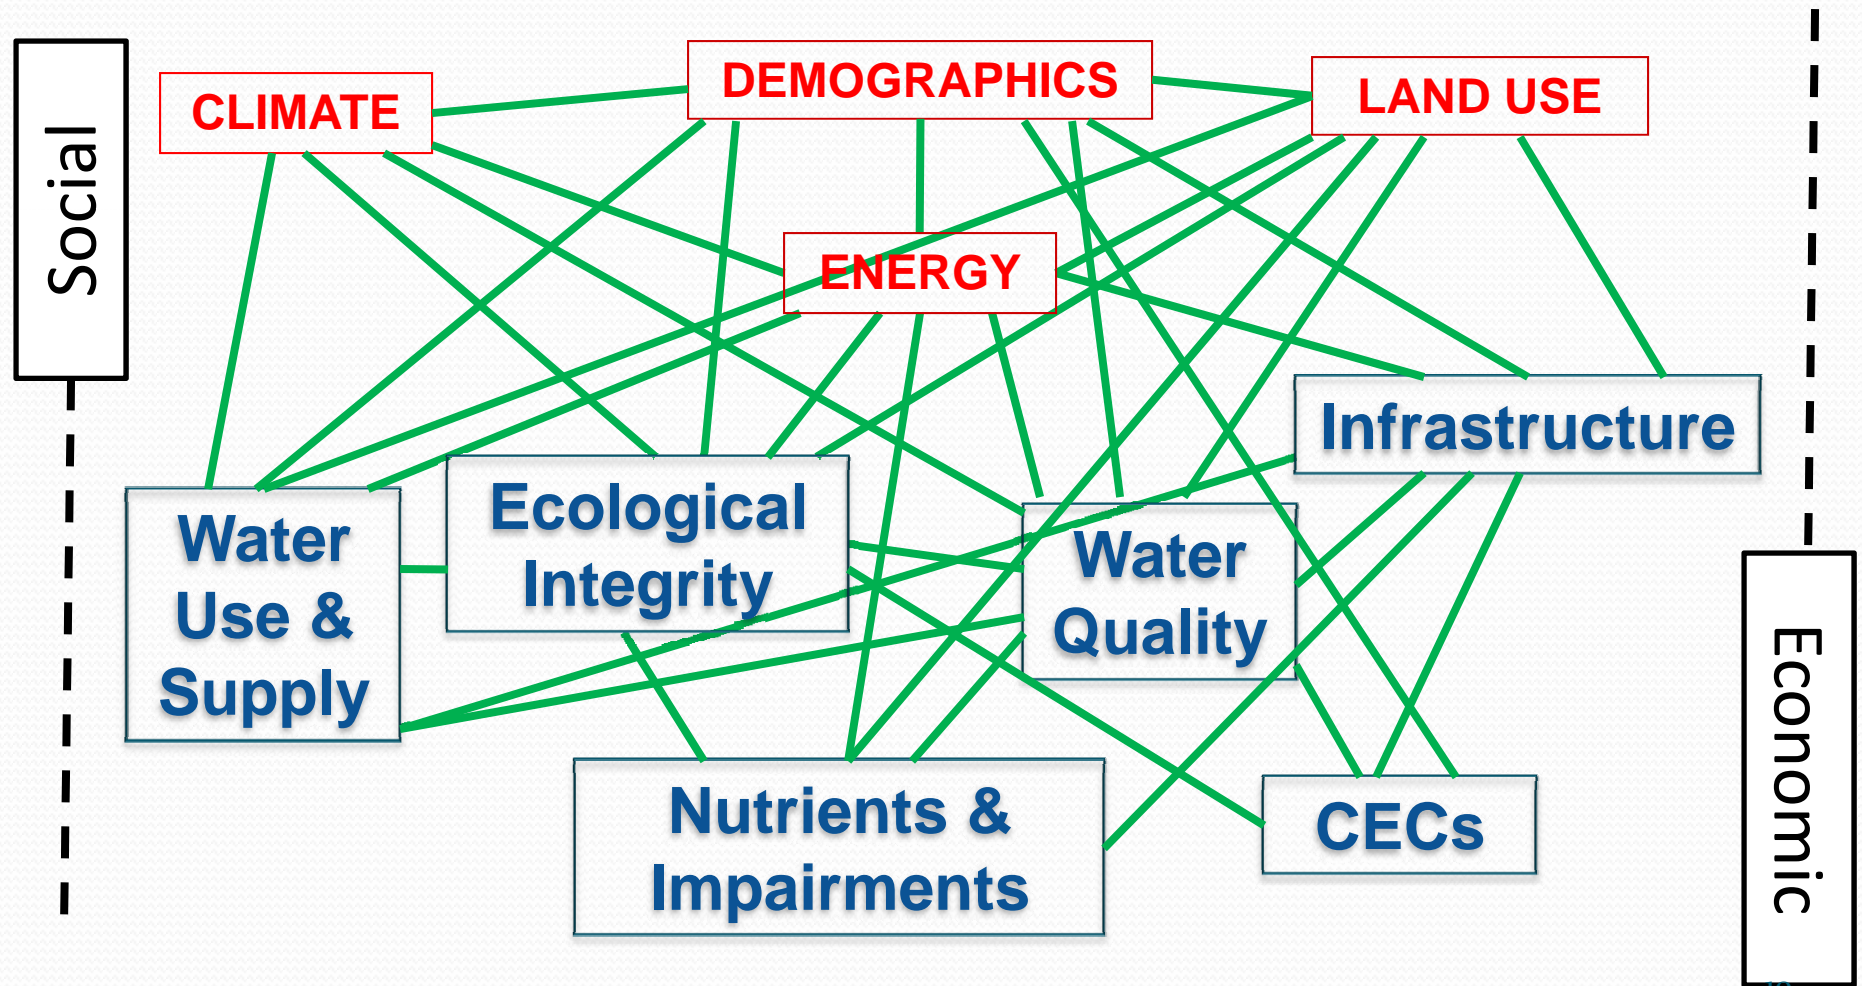 Social
CLIMATE
DEMOGRAPHICS
LAND USE
ENERGY
Infrastructure
Ecological
Integrity
Water
Use &
Supply
Water
Quality
Nutrients &
Impairments
CECs
Economic